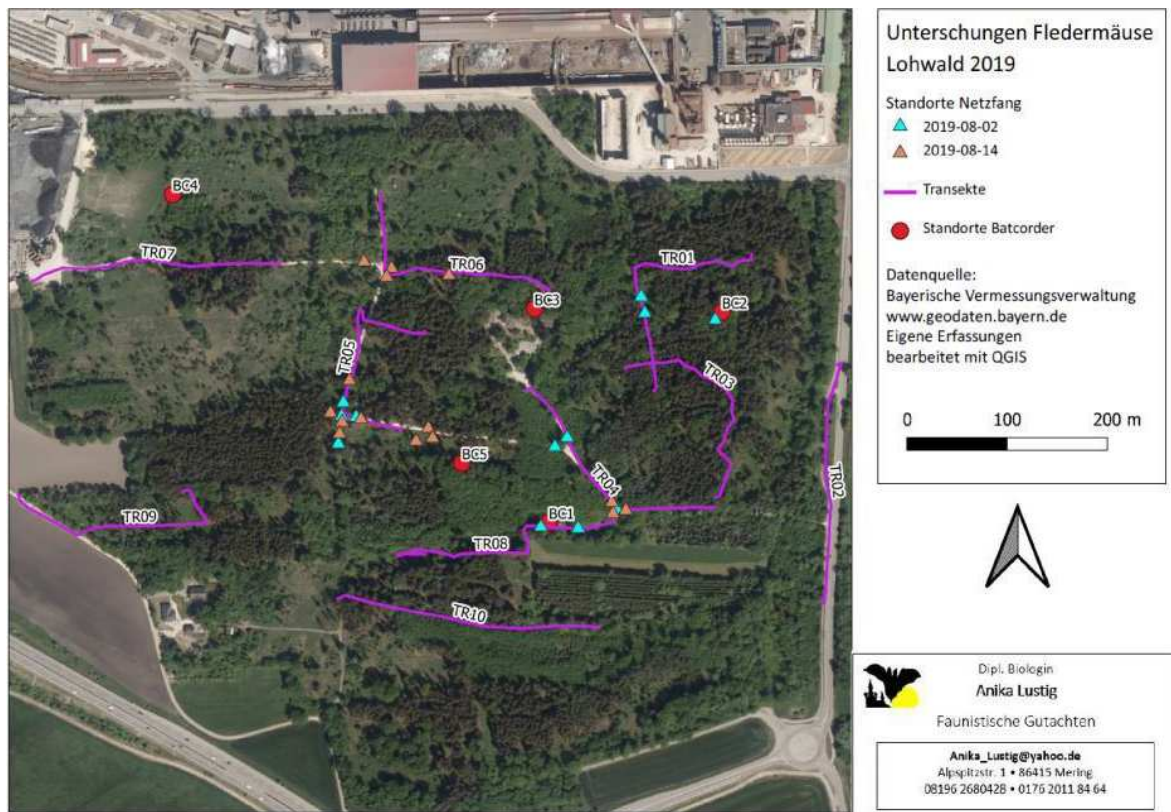 Unterschungen Fledermäuse
Lohwald 2019
Standorte Netzfang
2019-08-02
2019-08-14
Transekte
Standorte Batcorder
Datenquelle:
Bayerische Vermessungsverwaltung
www.geodaten.bayern.de
Eigene Erfassungen
bearbeitet mit QGIS
0 100 200 m
BC4
TR07
TR06
TR01
BC3
BC2
TR05
TR03
TR02
BC5
TR04
TR09
BC1
TR08
TR10
Dipl. Biologin
Anika Lustig
Faunistische Gutachten
Anika_Lustig@yahoo.de
Alpspitzstr. 1 • 86415 Mering
08196 2680428 • 0176 2011 84 64